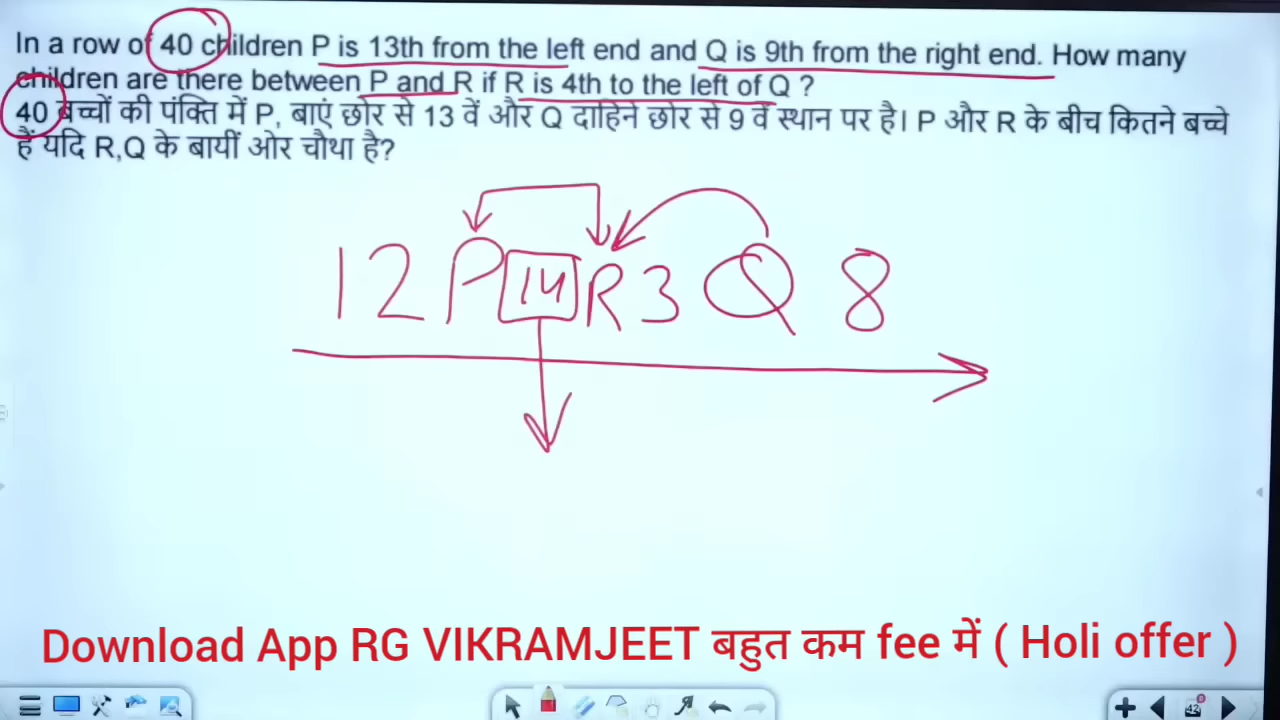 In a row of 40 children P is 13th from the left end and Q is 9th from the right end. How many
children are there between P and R if R is 4th to the left of Q ?
40 बच्चों की पंक्ति में P, बाएं छोर से 13 वें और Q दाहिने छोर से 9 वें स्थान पर है। P और R के बीच कितने बच्चे
हैं यदि R,Q के बायीं ओर चौथा है?
12 P 14 R 3 Q 8
Download App RG VIKRAMJEET बहुत कम fee में ( Holi offer )